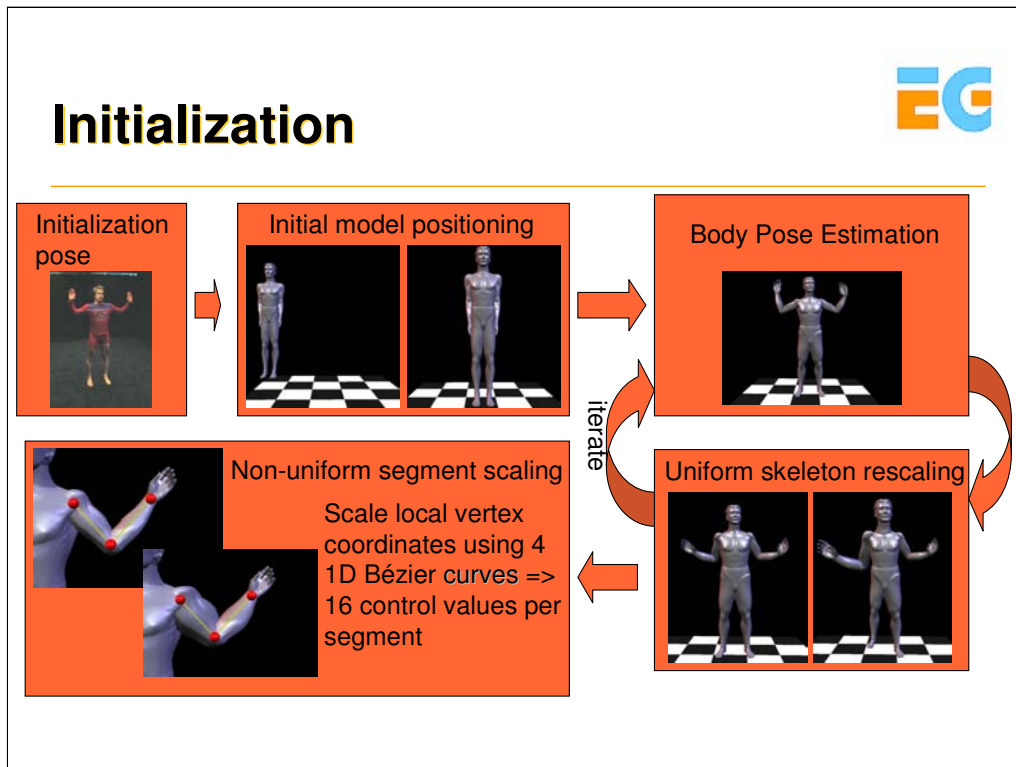 Initialization
EG
Initialization
pose
Initial model positioning
Body Pose Estimation
iterate
Non-uniform segment scaling
Scale local vertex
coordinates using 4
1D Bézier curves =>
16 control values per
segment
Uniform skeleton rescaling